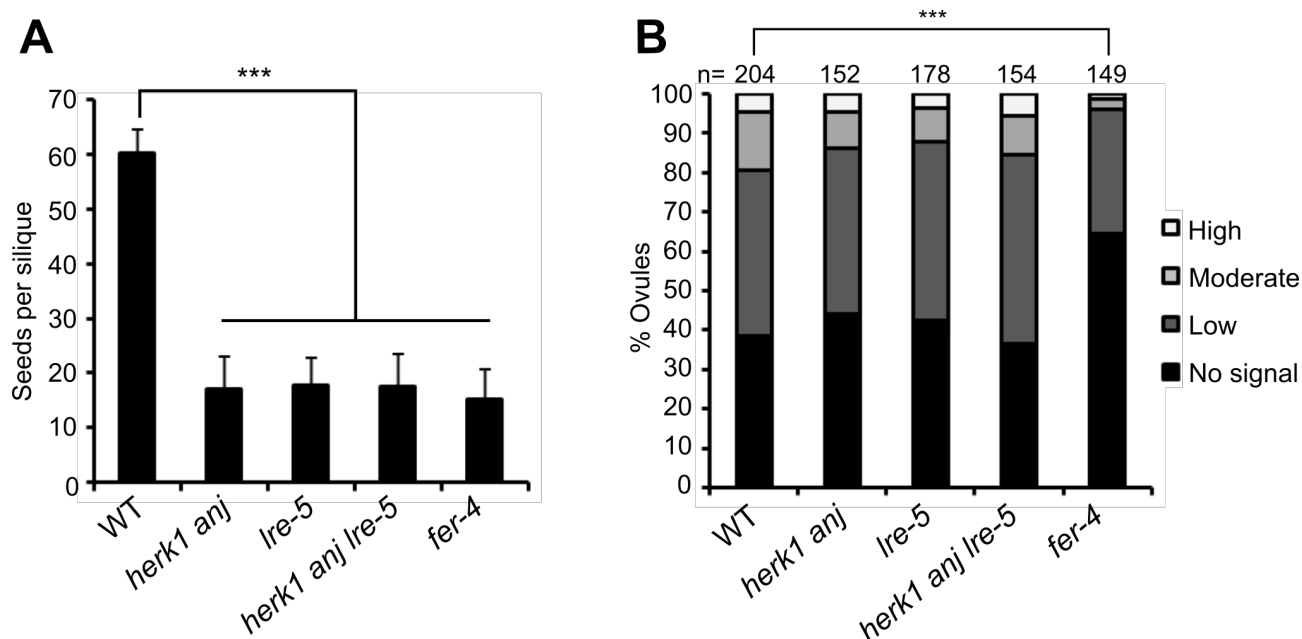 A
***
70
60
50
40
30
20
10
0
Seeds per silique
WT
herk1 anj
lre-5
herk1 anj lre-5
fer-4
B
***
n= 204 152 178 154 149
100
90
80
70
60
50
40
30
20
10
0
% Ovules
WT
herk1 anj
lre-5
herk1 anj lre-5
fer-4
High
Moderate
Low
No signal